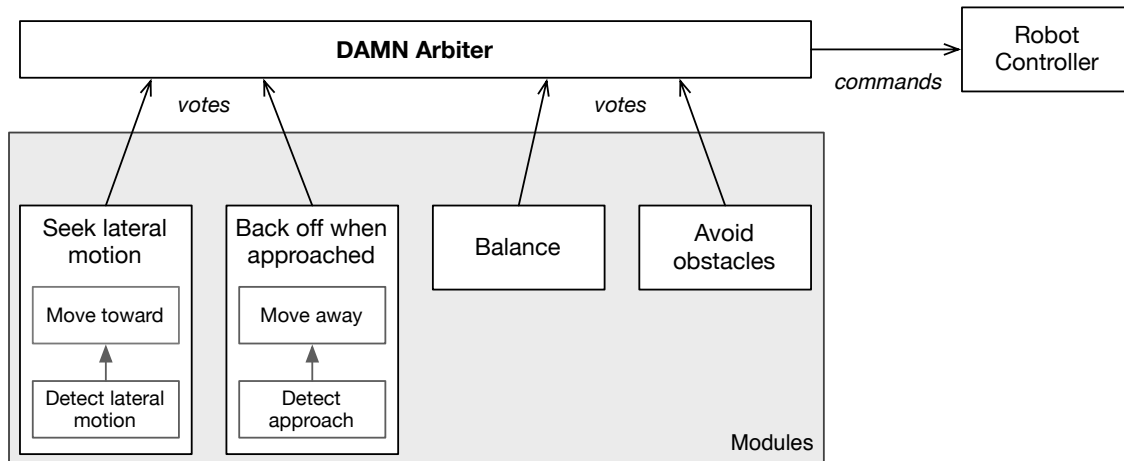 DAMN Arbiter
Robot
Controller
commands
votes
votes
Seek lateral
motion
Move toward
Detect lateral
motion
Back off when
approached
Move away
Detect
approach
Balance
Avoid
obstacles
Modules